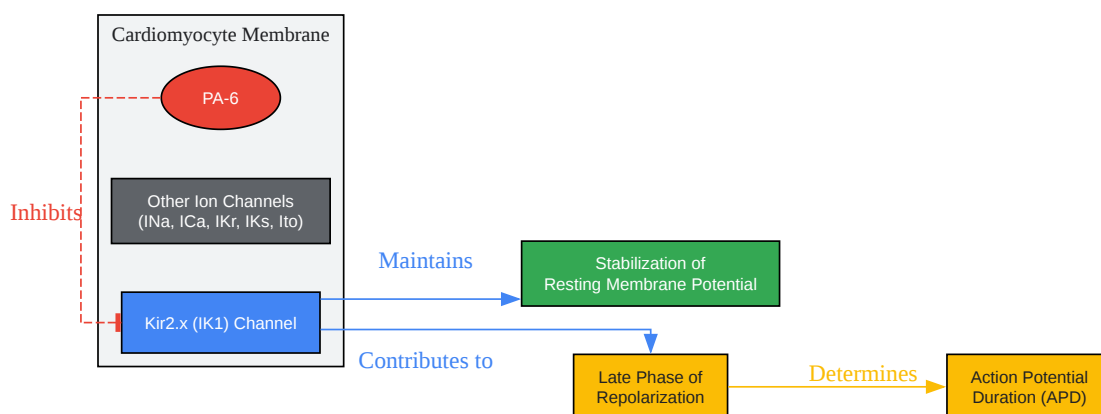 Cardiomyocyte Membrane
PA-6
Other Ion Channels
(INa, ICa, IKr, IKs, Ito)
Inhibits
Maintains
Stabilization of
Resting Membrane Potential
Kir2.x (IK1) Channel
Contributes to
Late Phase of
Repolarization
Determines
Action Potential
Duration (APD)